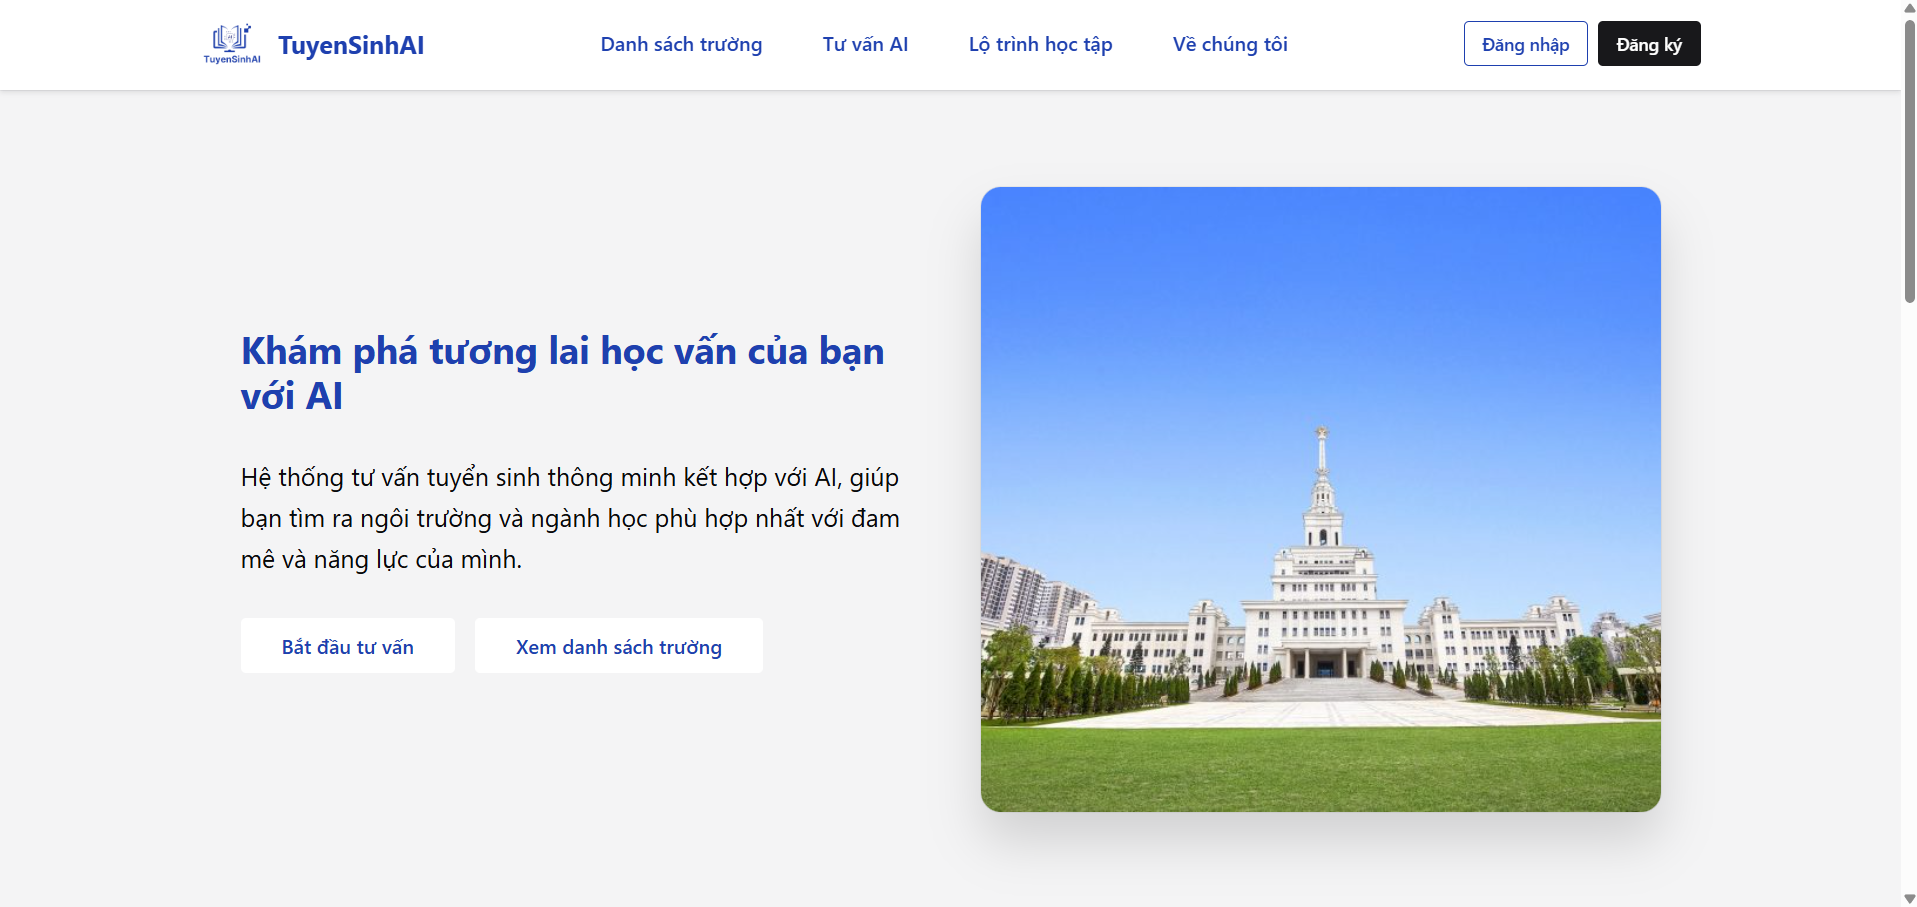 TuyenSinhAI
TuyenSinhAI
Danh sách trường
Tư vấn AI
Lộ trình học tập
Về chúng tôi
Đăng nhập
Đăng ký
Khám phá tương lai học vấn của bạn
với AI
Hệ thống tư vấn tuyển sinh thông minh kết hợp với AI, giúp
bạn tìm ra ngôi trường và ngành học phù hợp nhất với đam
mê và năng lực của mình.
Bắt đầu tư vấn
Xem danh sách trường